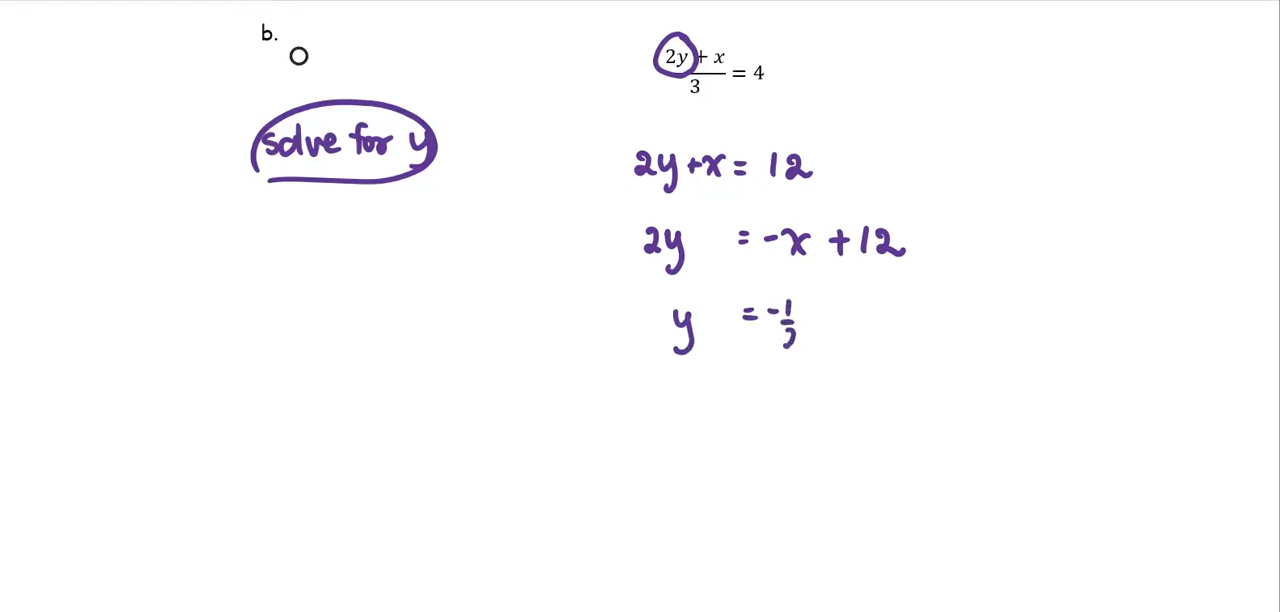 b.
2y + x
3
= 4
solve for y
2y + x = 12
2y = -x + 12
y = -1/2